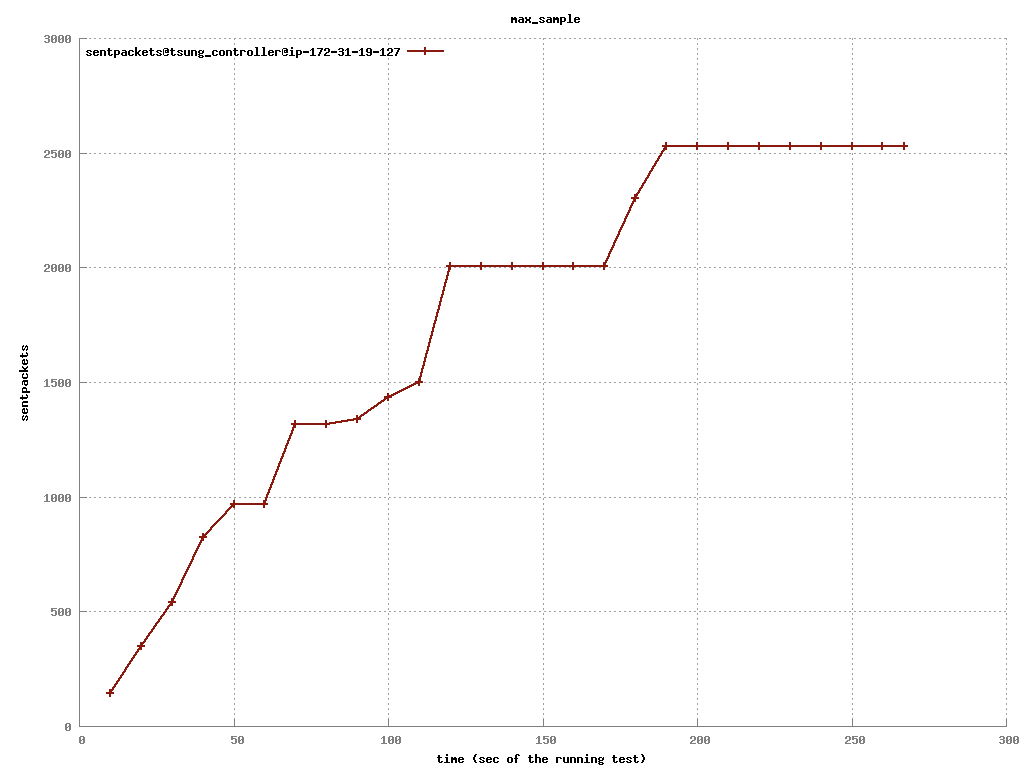 max_sample
sentpackets@tsung_controller@ip-172-31-19-127
3000
2500
2000
1500
1000
500
0
sentpackets
0 50 100 150 200 250 300
time (sec of the running test)